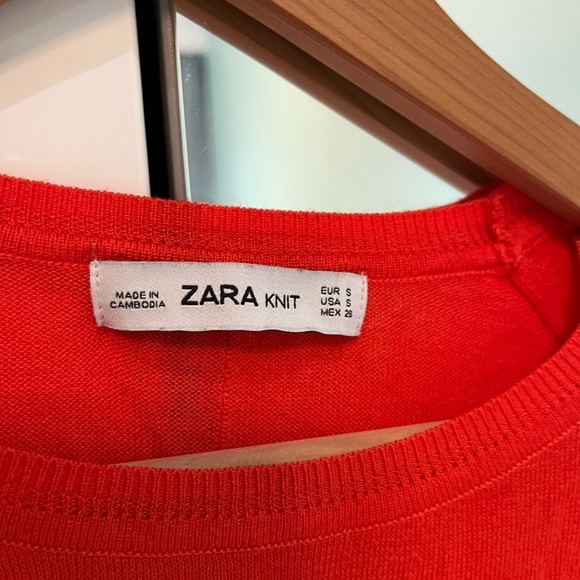 MADE IN
CAMBODIA
ZARA KNIT
EUR S
USA S
MEX 26